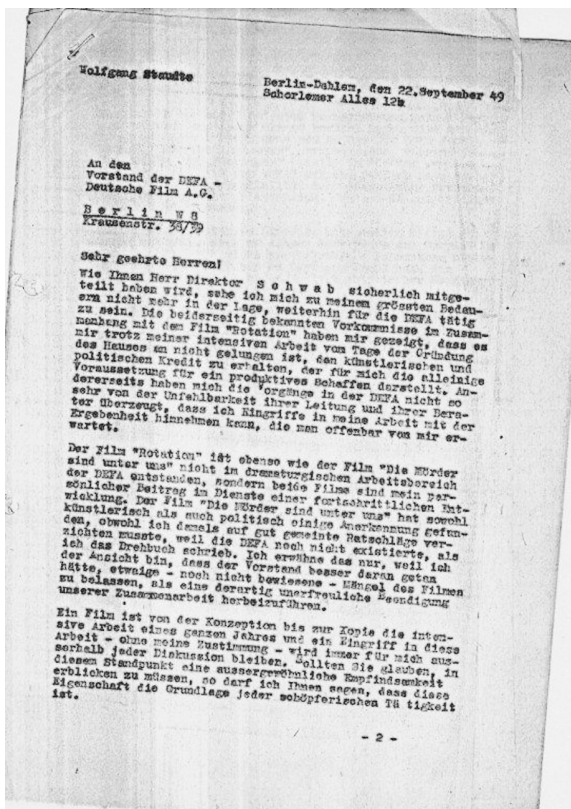 Wolfgang Staudte
Berlin-Dahlem, den 22.September 49
Schorlemer Allee 12b
An den
Vorstand der DEFA -
Deutsche Film A.G.
B e r l i n  W 8
Krausenstr. 38/39
Sehr geehrte Herren!
Wie Ihnen Herr Direktor S c h w a b sicherlich mitge-
teilt haben wird, sehe ich mich zu meinem grössten Bedau-
ern nicht mehr in der Lage, weiterhin für die DEFA tätig
zu sein. Die beiderseitig bekannten Vorkommnisse im Zusam-
menhang mit dem Film "Rotation" haben mir gezeigt, dass es
mir trotz meiner intensiven Arbeit vom Tage der Gründung
des Hauses an nicht gelungen ist, den künstlerischen und
politischen Kredit zu erhalten, der für mich die alleinige
Voraussetzung für ein produktives Schaffen darstellt. An-
dererseits haben mich die Vorgänge in der DEFA nicht so
sehr von der Unfehlbarkeit ihrer Leitung und ihrer Bera-
ter überzeugt, dass ich Eingriffe in meine Arbeit mit der
Ergebenheit hinnehmen kann, die man offenbar von mir er-
wartet.
Der Film "Rotation" ist ebenso wie der Film "Die Mörder
sind unter uns" nicht im dramaturgischen Arbeitsbereich
der DEFA entstanden, sondern beide Filme sind mein per-
sönlicher Beitrag im Dienste einer fortschrittlichen Ent-
wicklung. Der Film "Die Mörder sind unter uns" hat sowohl
künstlerisch als auch politisch einige Anerkennung gefun-
den, obwohl ich damals auf gut gemeinte Ratschläge ver-
zichten musste, weil die DEFA noch nicht existierte, als
ich das Drehbuch schrieb. Ich erwähne das nur, weil ich
der Ansicht bin, dass der Vorstand besser daran getan
hätte, etwaige - noch nicht bewiesene - Mängel des Filmes
zu belassen, als eine derartig unerfreuliche Beendigung
unserer Zusammenarbeit herbeizuführen.
Ein Film ist von der Konzeption bis zur Kopie die inten-
sive Arbeit eines ganzen Jahres und ein Eingriff in diese
Arbeit - ohne meine Zustimmung - wird immer für mich aus-
serhalb jeder Diskussion bleiben. Sollten Sie glauben, in
diesem Standpunkt eine aussergewöhnliche Empfindsamkeit
erblicken zu müssen, so darf ich Ihnen sagen, dass diese
Eigenschaft die Grundlage jeder schöpferischen Tä tigkeit
ist.
- 2 -